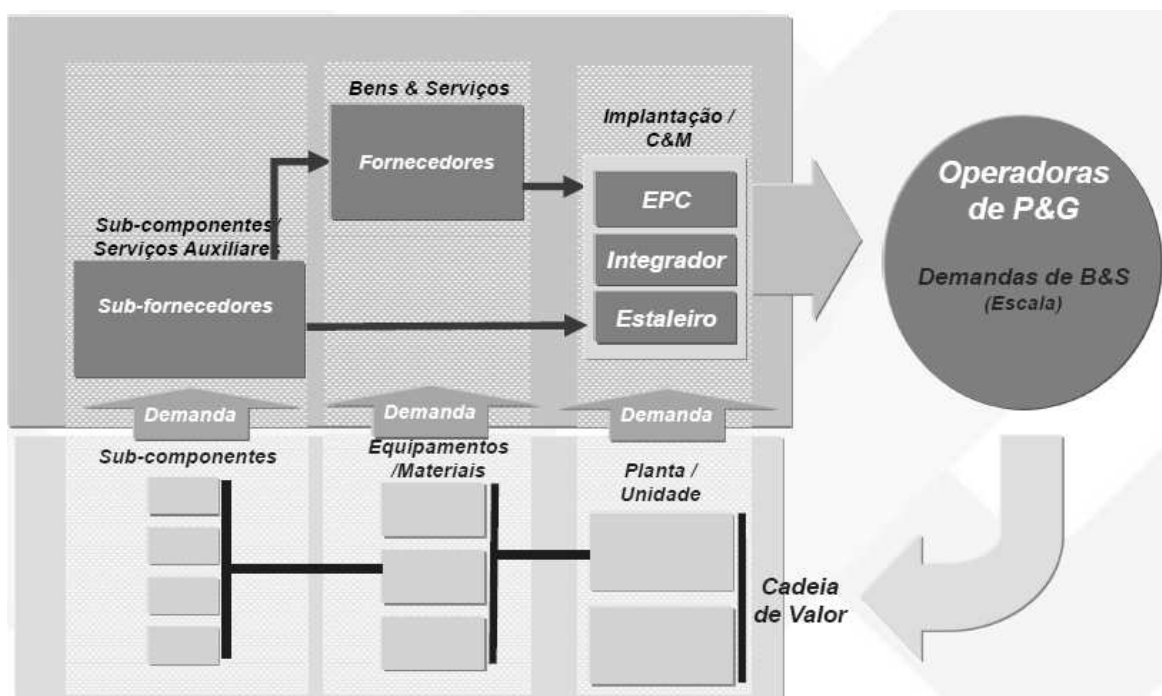 Bens & Serviços
Fornecedores
Implantação /
C&M
EPC
Integrador
Estaleiro
Sub-componentes/
Serviços Auxiliares
Sub-fornecedores
Operadoras
de P&G
Demandas de B&S
(Escala)
Demanda
Demanda
Demanda
Sub-componentes
Equipamentos
/Materiais
Planta /
Unidade
Cadeia
de Valor